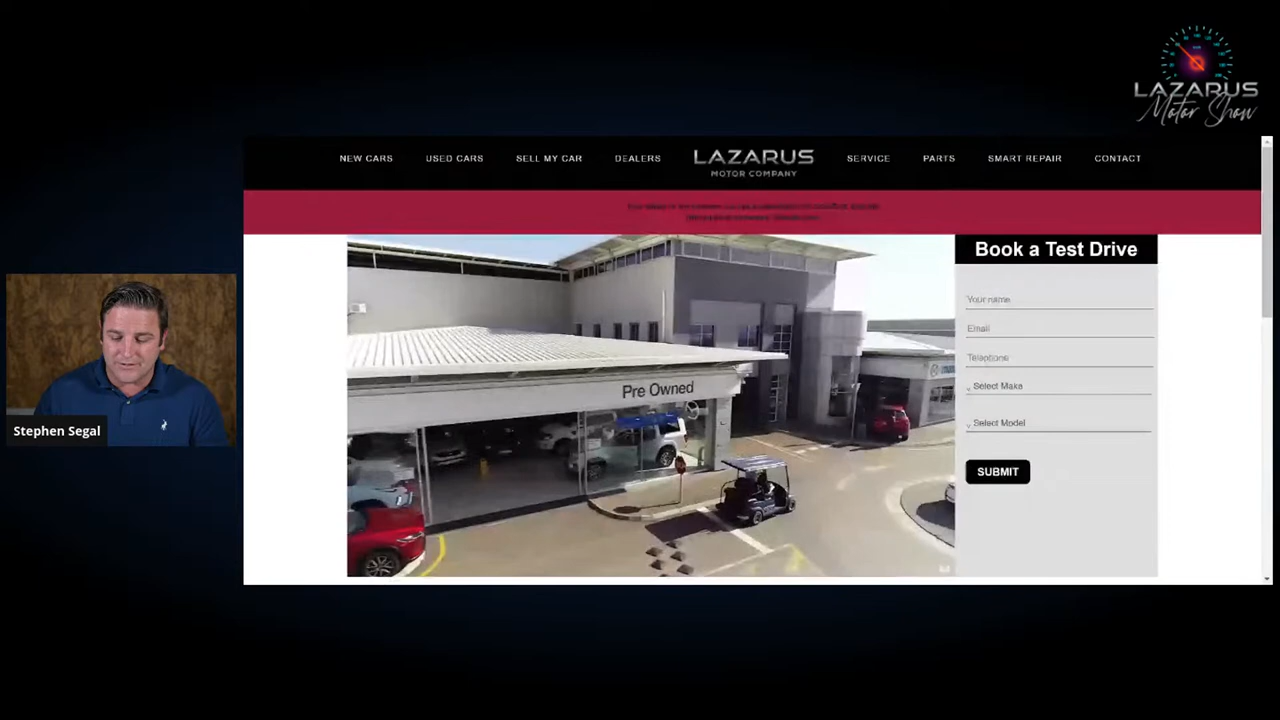 LAZARUS
Motor Show
NEW CARS
USED CARS
SELL MY CAR
DEALERS
LAZARUS
MOTOR COMPANY
SERVICE
PARTS
SMART REPAIR
CONTACT
Book a Test Drive
Your name
Email
Telephone
Select Make
Select Model
SUBMIT
Pre Owned
Stephen Segal